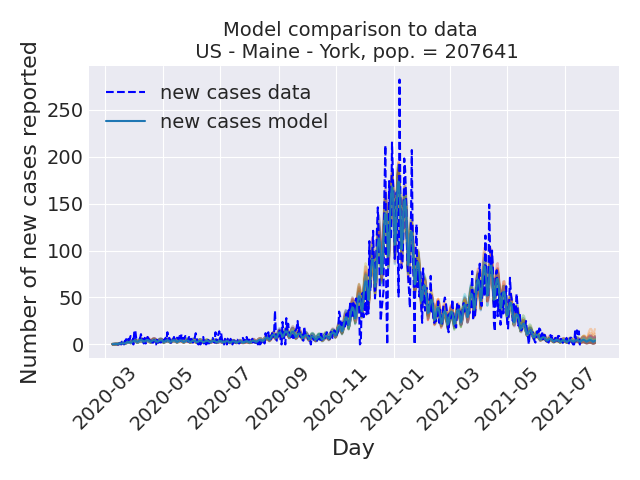 Model comparison to data
US - Maine - York, pop. = 207641
Number of new cases reported
250
200
150
100
50
0
new cases data
new cases model
2020-03
2020-05
2020-07
2020-09
2020-11
2021-01
2021-03
2021-05
2021-07
Day